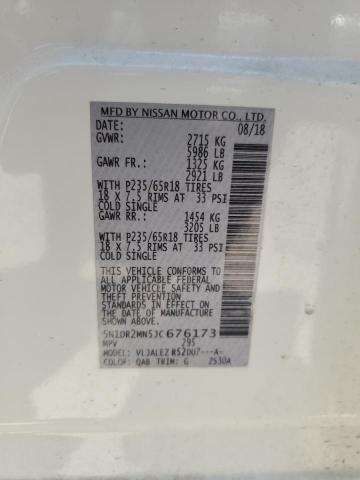 MFD BY NISSAN MOTOR CO., LTD.
DATE: 08/18
GVWR: 2715 KG
5986 LB
GAWR FR.: 1325 KG
2921 LB
WITH P235/65R18 TIRES
18 X 7.5 RIMS AT 33 PSI
COLD SINGLE
GAWR RR.: 1454 KG
3205 LB
WITH P235/65R18 TIRES
18 X 7.5 RIMS AT 33 PSI
COLD SINGLE
THIS VEHICLE CONFORMS TO
ALL APPLICABLE FEDERAL
MOTOR VEHICLE SAFETY AND
THEFT PREVENTION
STANDARDS IN EFFECT ON
THE DATE OF MANUFACTURE
SHOWN ABOVE.
5N1DR2MN5JC676173
MPV 295
MODEL: VLJALEZ R52DU7---A-
COLOR: QAB TRIM: G 2530A